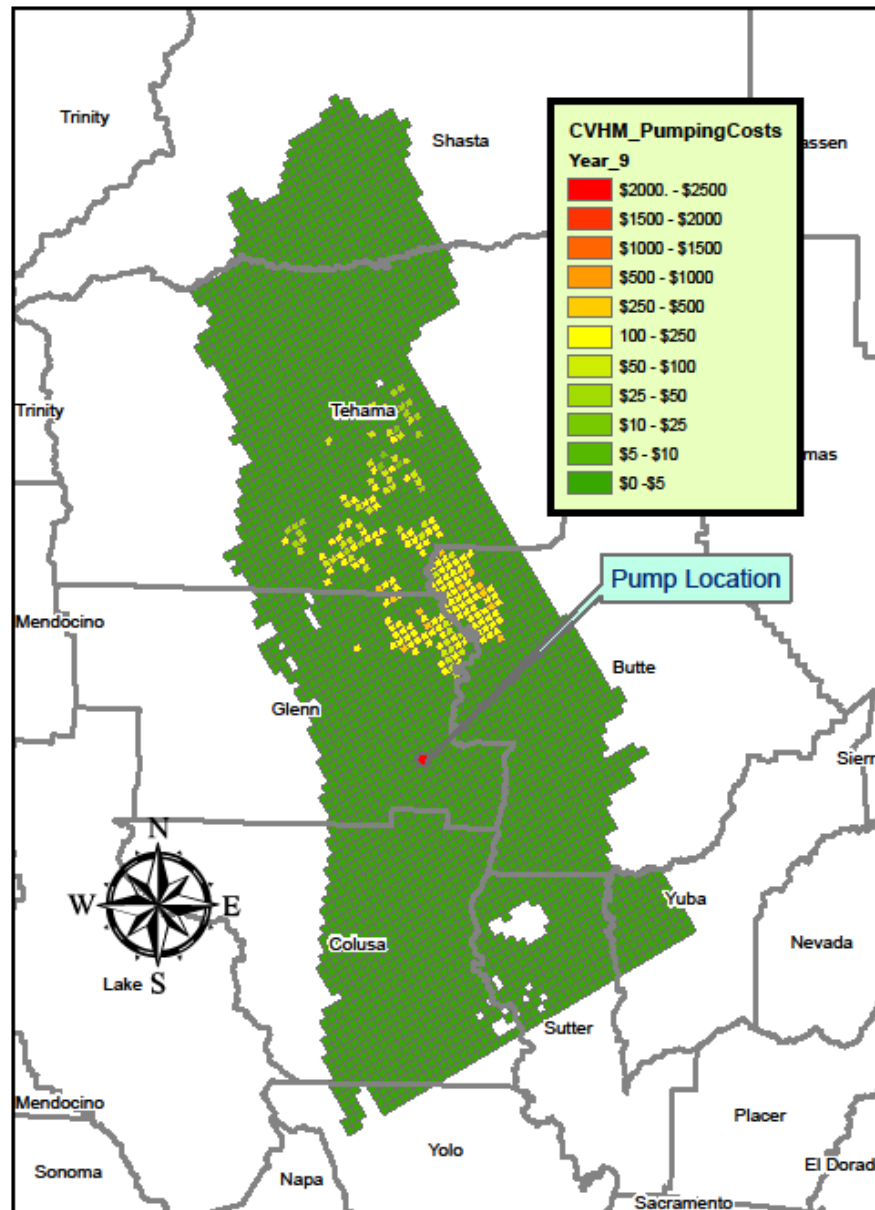 Trinity
Shasta
CVHM_PumpingCosts
Year_9
$2000. - $2500
$1500 - $2000
$1000 - $1500
$500 - $1000
$250 - $500
100 - $250
$50 - $100
$25 - $50
$10 - $25
$5 - $10
$0 -$5
assen
Trinity
Tehama
mas
Pump Location
Mendocino
Butte
Glenn
Sierr
N
W
E
S
Yuba
Colusa
Nevada
Lake
Sutter
Mendocino
Placer
Yolo
El Dorad
Sonoma
Napa
Sacramento